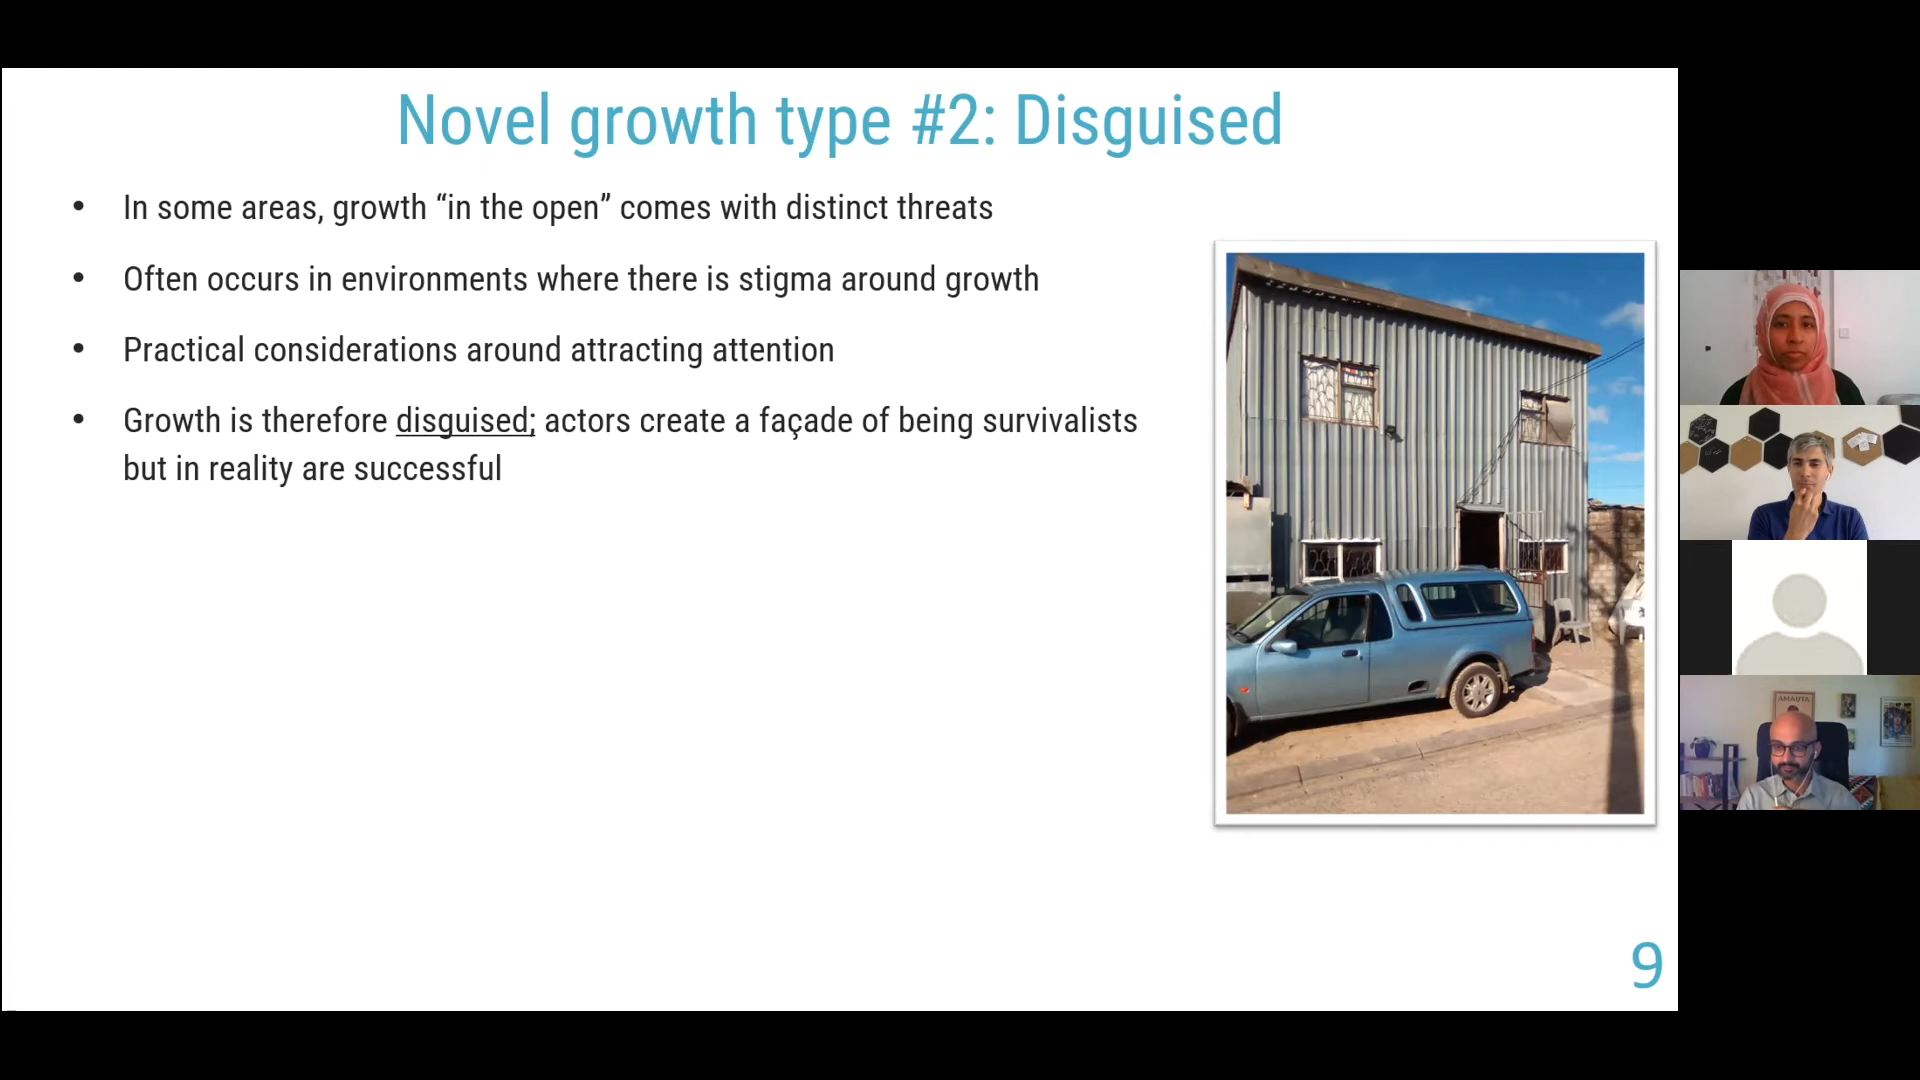 Novel growth type #2: Disguised
• In some areas, growth “in the open” comes with distinct threats
• Often occurs in environments where there is stigma around growth
• Practical considerations around attracting attention
• Growth is therefore disguised; actors create a façade of being survivalists
but in reality are successful
9
AMAUTA